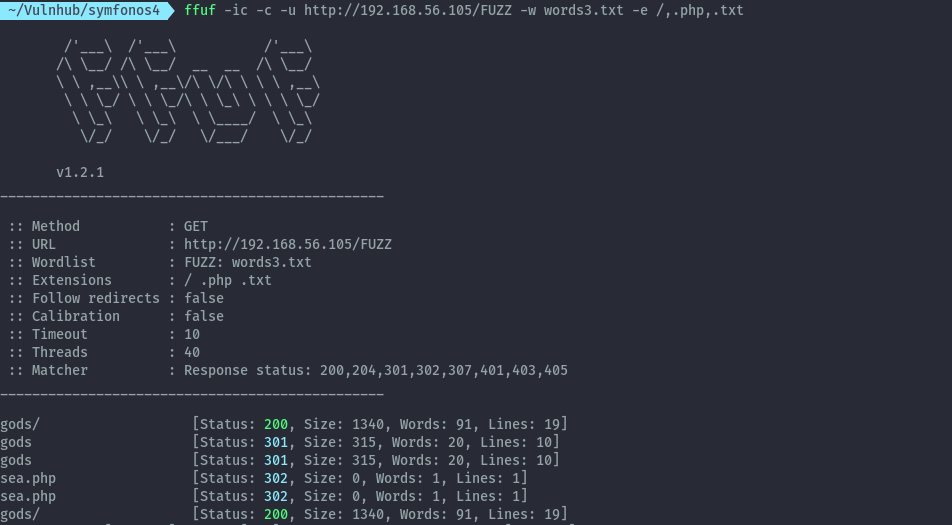 ~/Vulnhub/symfonos4 ffuf -ic -c -u http://192.168.56.105/FUZZ -w words3.txt -e /,.php,.txt
        /'___\  /'___\           /'___\
       /\ \__/ /\ \__/  __  __  /\ \__/
       \ \ ,__\\ \ ,__\/\ \/\ \ \ \ ,__\
        \ \ \_/ \ \ \_/\ \ \_\ \ \ \ \_/
         \ \_\   \ \_\  \ \____/  \ \_\
          \/_/    \/_/   \/___/    \/_/
       v1.2.1
________________________________________________
 :: Method           : GET
 :: URL              : http://192.168.56.105/FUZZ
 :: Wordlist         : FUZZ: words3.txt
 :: Extensions       : / .php .txt
 :: Follow redirects : false
 :: Calibration      : false
 :: Timeout          : 10
 :: Threads          : 40
 :: Matcher          : Response status: 200,204,301,302,307,401,403,405
________________________________________________
gods/                   [Status: 200, Size: 1340, Words: 91, Lines: 19]
gods                    [Status: 301, Size: 315, Words: 20, Lines: 10]
gods                    [Status: 301, Size: 315, Words: 20, Lines: 10]
sea.php                 [Status: 302, Size: 0, Words: 1, Lines: 1]
sea.php                 [Status: 302, Size: 0, Words: 1, Lines: 1]
gods/                   [Status: 200, Size: 1340, Words: 91, Lines: 19]